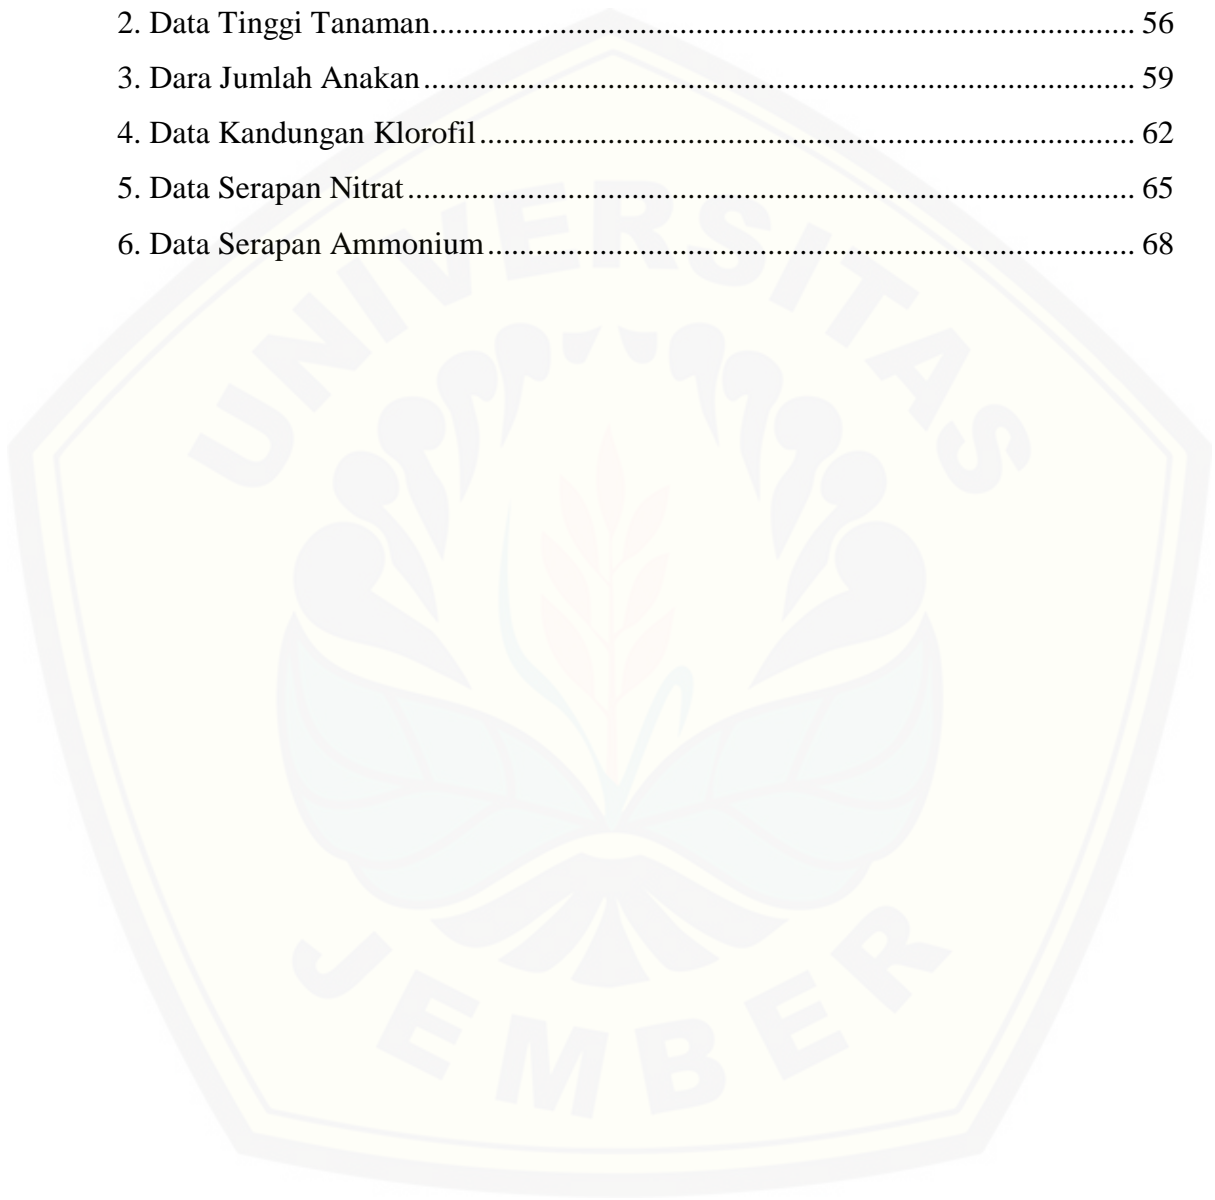 2. Data Tinggi Tanaman.......................................................................................... 56
3. Dara Jumlah Anakan........................................................................................... 59
4. Data Kandungan Klorofil.................................................................................... 62
5. Data Serapan Nitrat............................................................................................. 65
6. Data Serapan Ammonium................................................................................... 68
UNIVERSITAS
JEMBER